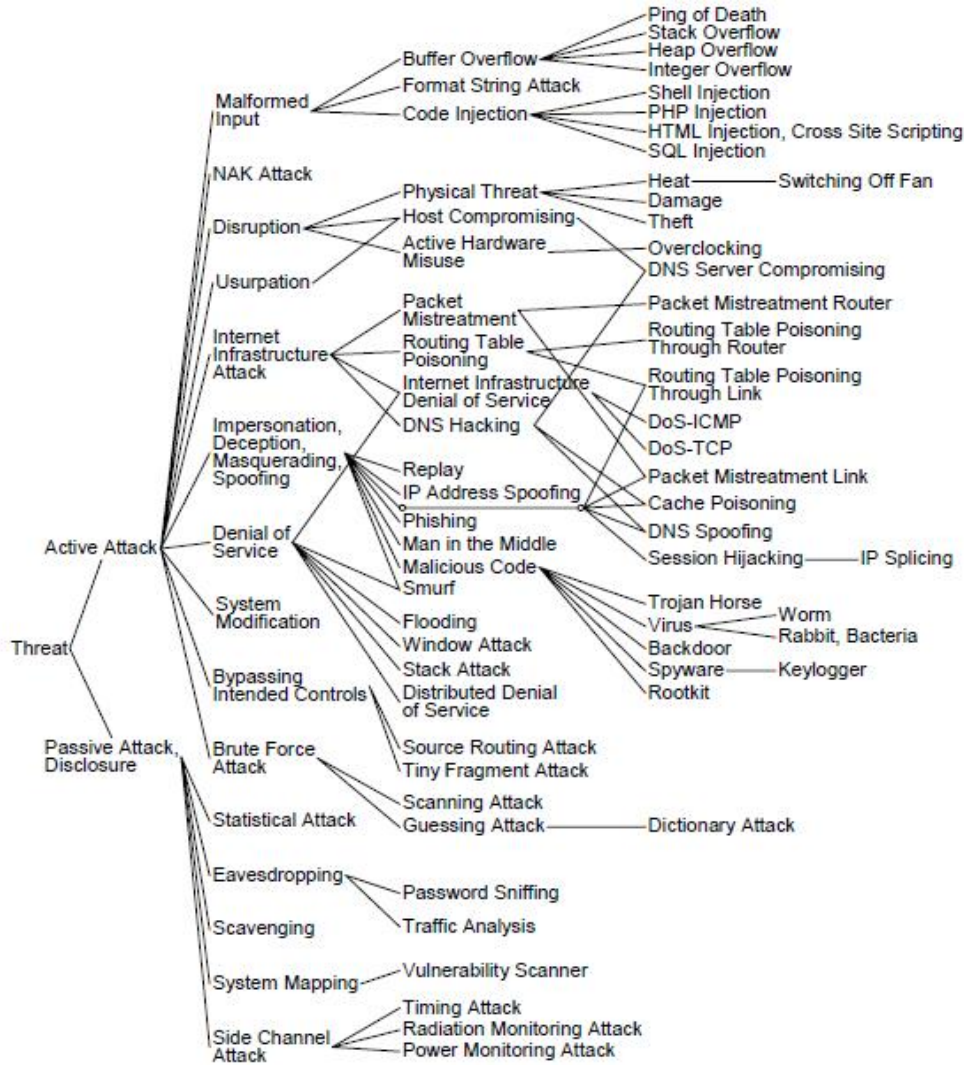 Ping of Death
Stack Overflow
Buffer Overflow
Heap Overflow
Integer Overflow
Format String Attack
Shell Injection
Malformed
Input
Code Injection
PHP Injection
HTML Injection, Cross Site Scripting
SQL Injection
NAK Attack
Physical Threat
Heat
Switching Off Fan
Damage
Host Compromising
Theft
Disruption
Active Hardware
Misuse
Overclocking
DNS Server Compromising
Usurpation
Packet
Mistreatment
Packet Mistreatment Router
Internet
Infrastructure
Attack
Routing Table
Poisoning
Routing Table Poisoning
Through Router
Internet Infrastructure
Denial of Service
Routing Table Poisoning
Through Link
DNS Hacking
DoS-ICMP
Impersonation,
Deception,
Masquerading,
Spoofing
DoS-TCP
Replay
Packet Mistreatment Link
IP Address Spoofing
Cache Poisoning
Phishing
DNS Spoofing
Active Attack
Denial of
Service
Man in the Middle
Session Hijacking
IP Splicing
Malicious Code
Smurf
System
Modification
Trojan Horse
Flooding
Virus
Worm
Rabbit, Bacteria
Window Attack
Backdoor
Threat
Stack Attack
Spyware
Keylogger
Bypassing
Intended Controls
Distributed Denial
of Service
Rootkit
Passive Attack,
Disclosure
Brute Force
Attack
Source Routing Attack
Tiny Fragment Attack
Scanning Attack
Statistical Attack
Guessing Attack
Dictionary Attack
Eavesdropping
Password Sniffing
Scavenging
Traffic Analysis
System Mapping
Vulnerability Scanner
Timing Attack
Side Channel
Attack
Radiation Monitoring Attack
Power Monitoring Attack